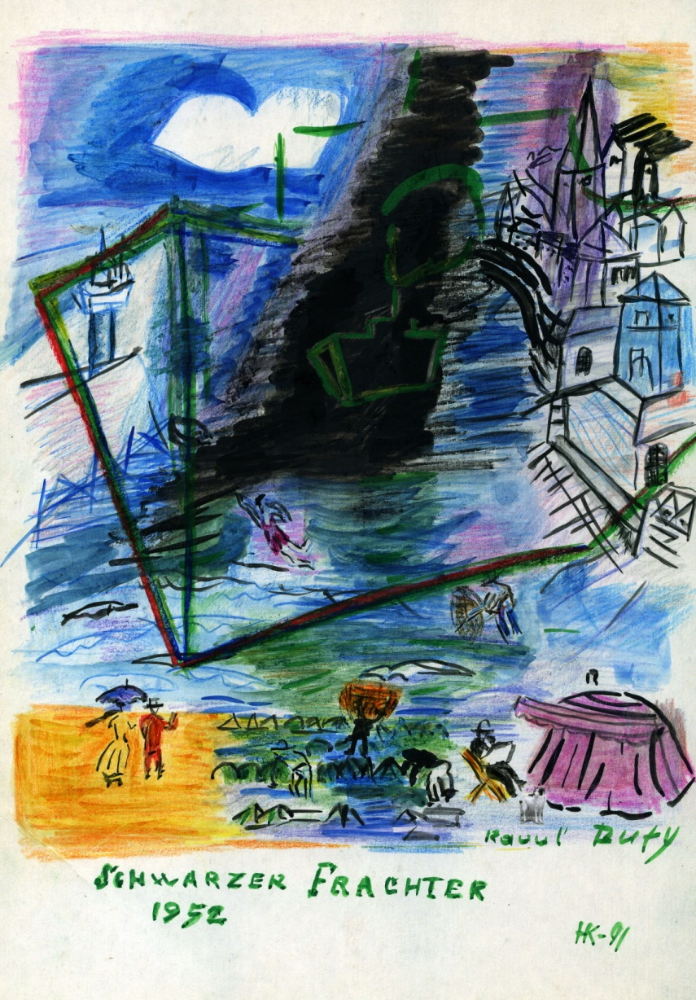 Raoul Dufy
SCHWARZER FRACHTER
1952
HK-91